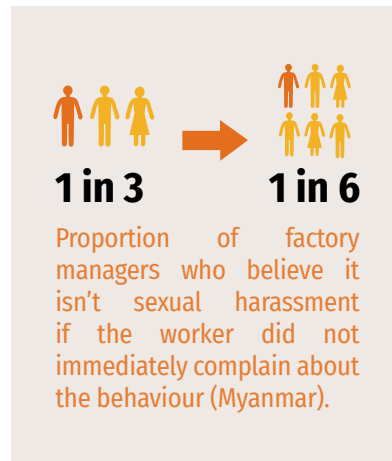 1 in 3
1 in 6
Proportion of factory
managers who believe it
isn't sexual harassment
if the worker did not
immediately complain about
the behaviour (Myanmar).